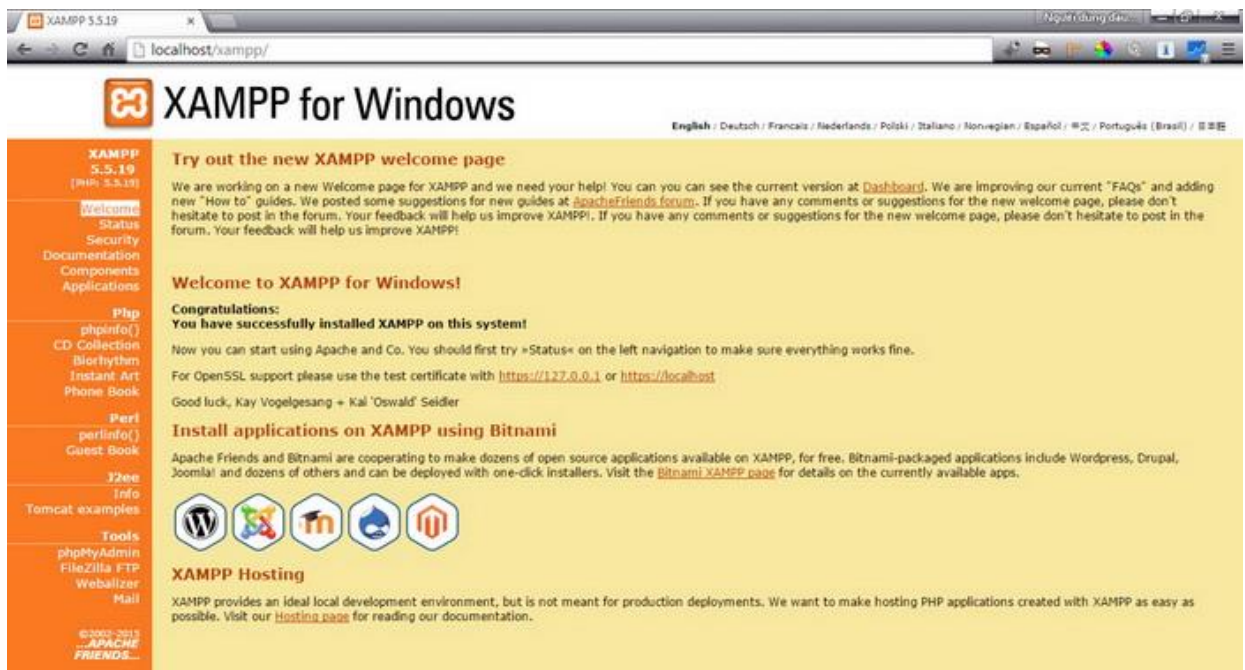 XAMPP 5.5.19
Người dùng đầu...
localhost/xampp/
XAMPP for Windows
English / Deutsch / Francais / Nederlands / Polski / Italiano / Norwegian / Español / 中文 / Português (Brasil) / 日本語
XAMPP
5.5.19
[PHP: 5.5.19]
Welcome
Status
Security
Documentation
Components
Applications
Php
phpinfo()
CD Collection
Biorhythm
Instant Art
Phone Book
Perl
perlinfo()
Guest Book
J2ee
Info
Tomcat examples
Tools
phpMyAdmin
FileZilla FTP
Webalizer
Mail
©2002-2015
...APACHE
FRIENDS...
Try out the new XAMPP welcome page
We are working on a new Welcome page for XAMPP and we need your help! You can you can see the current version at Dashboard. We are improving our current "FAQs" and adding
new "How to" guides. We posted some suggestions for new guides at ApacheFriends forum. If you have any comments or suggestions for the new welcome page, please don't
hesitate to post in the forum. Your feedback will help us improve XAMPP!. If you have any comments or suggestions for the new welcome page, please don't hesitate to post in the
forum. Your feedback will help us improve XAMPP!
Welcome to XAMPP for Windows!
Congratulations:
You have successfully installed XAMPP on this system!
Now you can start using Apache and Co. You should first try »Status« on the left navigation to make sure everything works fine.
For OpenSSL support please use the test certificate with https://127.0.0.1 or https://localhost
Good luck, Kay Vogelgesang + Kai 'Oswald' Seidler
Install applications on XAMPP using Bitnami
Apache Friends and Bitnami are cooperating to make dozens of open source applications available on XAMPP, for free. Bitnami-packaged applications include Wordpress, Drupal,
Joomla! and dozens of others and can be deployed with one-click installers. Visit the Bitnami XAMPP page for details on the currently available apps.
XAMPP Hosting
XAMPP provides an ideal local development environment, but is not meant for production deployments. We want to make hosting PHP applications created with XAMPP as easy as
possible. Visit our Hosting page for reading our documentation.